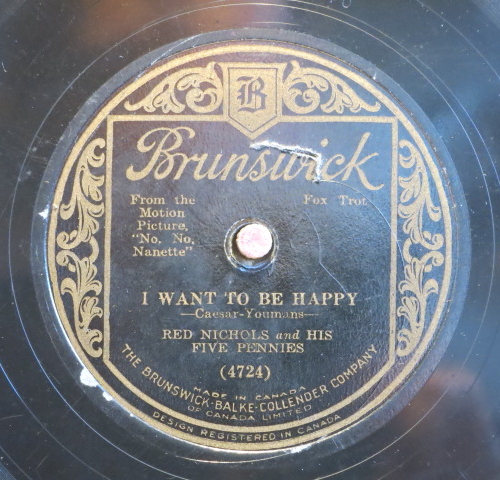 B
Brunswick
From the
Motion
Picture,
"No, No,
Nanette"
Fox Trot
I WANT TO BE HAPPY
—Caesar-Youmans—
RED NICHOLS and HIS
FIVE PENNIES
(4724)
MADE IN CANADA
THE BRUNSWICK-BALKE-COLLENDER COMPANY
OF CANADA LIMITED
DESIGN REGISTERED IN CANADA